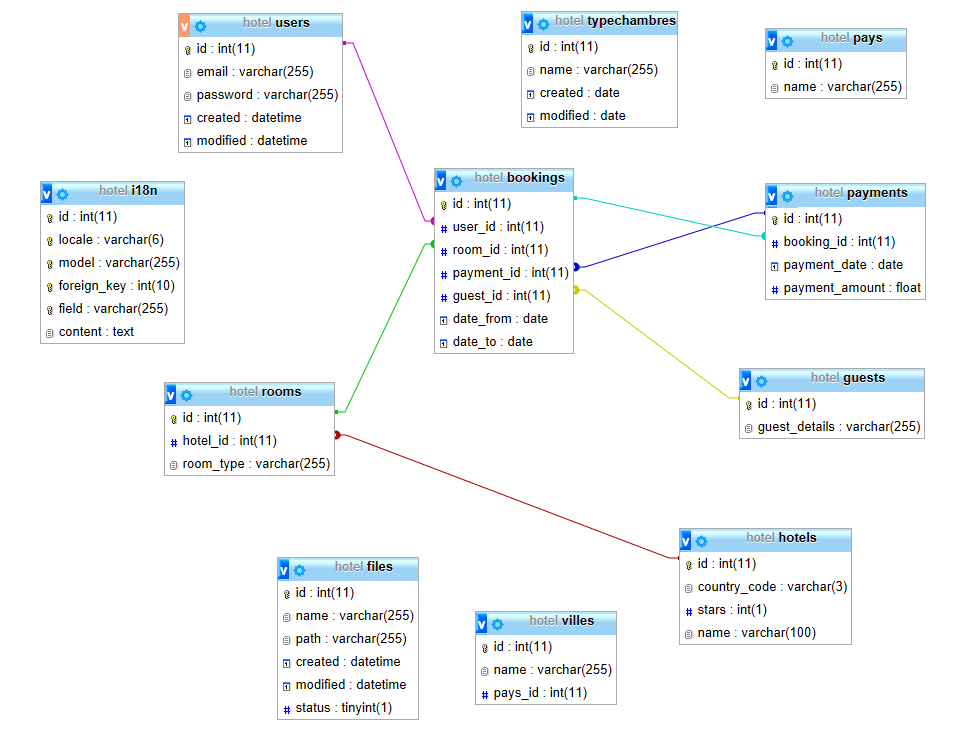 hotel users
id : int(11)
email : varchar(255)
password : varchar(255)
created : datetime
modified : datetime
hotel typechambres
id : int(11)
name : varchar(255)
created : date
modified : date
hotel pays
id : int(11)
name : varchar(255)
hotel i18n
id : int(11)
locale : varchar(6)
model : varchar(255)
foreign_key : int(10)
field : varchar(255)
content : text
hotel bookings
id : int(11)
user_id : int(11)
room_id : int(11)
payment_id : int(11)
guest_id : int(11)
date_from : date
date_to : date
hotel payments
id : int(11)
booking_id : int(11)
payment_date : date
payment_amount : float
hotel rooms
id : int(11)
hotel_id : int(11)
room_type : varchar(255)
hotel guests
id : int(11)
guest_details : varchar(255)
hotel files
id : int(11)
name : varchar(255)
path : varchar(255)
created : datetime
modified : datetime
status : tinyint(1)
hotel villes
id : int(11)
name : varchar(255)
pays_id : int(11)
hotel hotels
id : int(11)
country_code : varchar(3)
stars : int(1)
name : varchar(100)